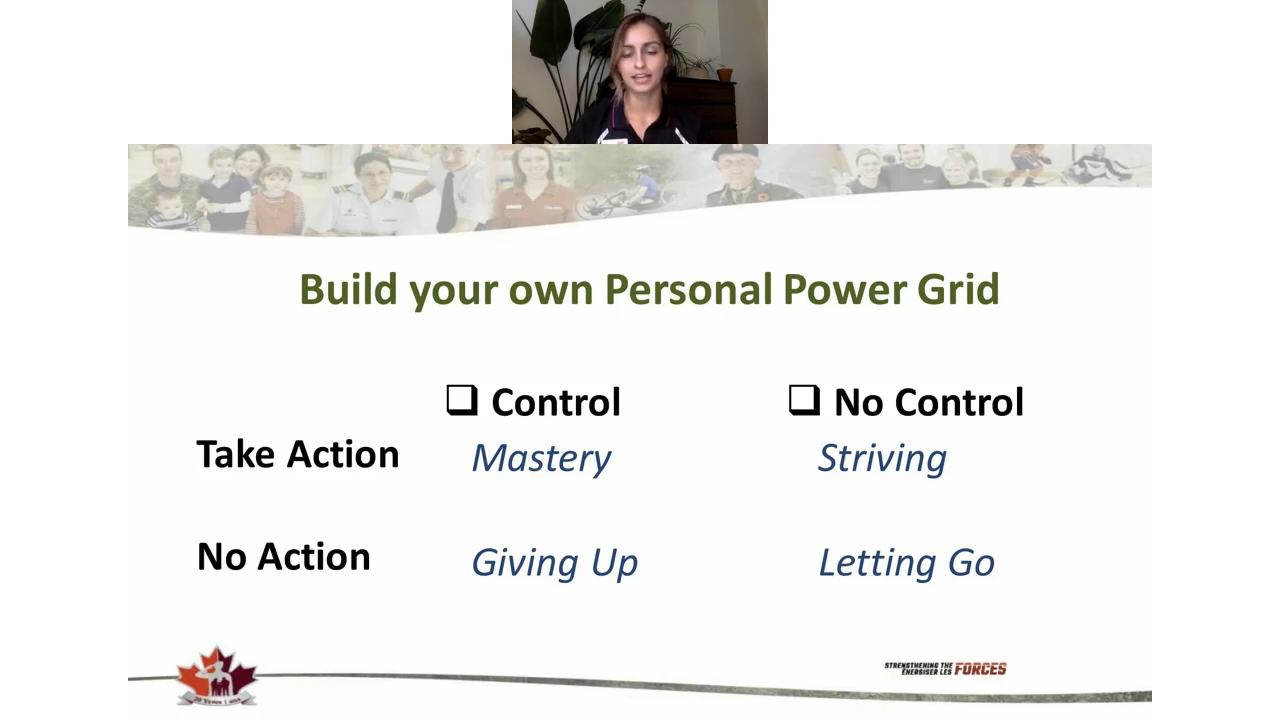 Build your own Personal Power Grid
❑ Control ❑ No Control
Take Action Mastery Striving
No Action Giving Up Letting Go
STRENGTHENING THE
ENERGISER LES FORCES